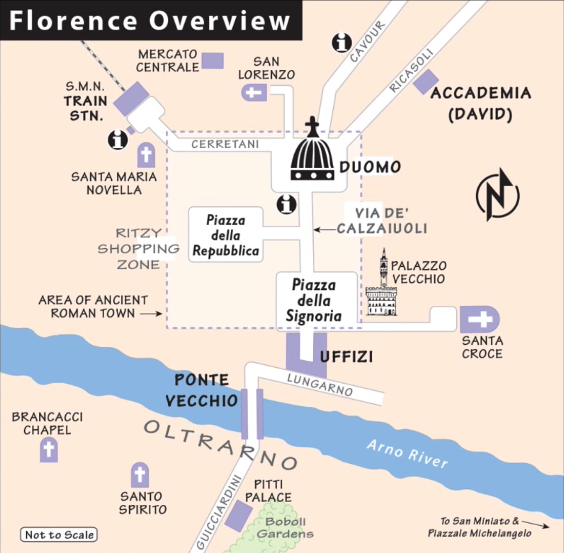 Florence Overview
MERCATO
CENTRALE
SAN
LORENZO
i
CAVOUR
RICASOLI
S.M.N.
TRAIN
STN.
ACCADEMIA
(DAVID)
i
CERRETANI
DUOMO
SANTA MARIA
NOVELLA
N
i
Piazza
della
Repubblica
VIA DE'
CALZAIUOLI
RITZY
SHOPPING
ZONE
PALAZZO
VECCHIO
Piazza
della
Signoria
AREA OF ANCIENT
ROMAN TOWN
SANTA
CROCE
UFFIZI
PONTE
VECCHIO
LUNGARNO
BRANCACCI
CHAPEL
OLTRARNO
Arno River
SANTO
SPIRITO
GUICCIARDINI
PITTI
PALACE
Boboli
Gardens
To San Miniato &
Piazzale Michelangelo
Not to Scale